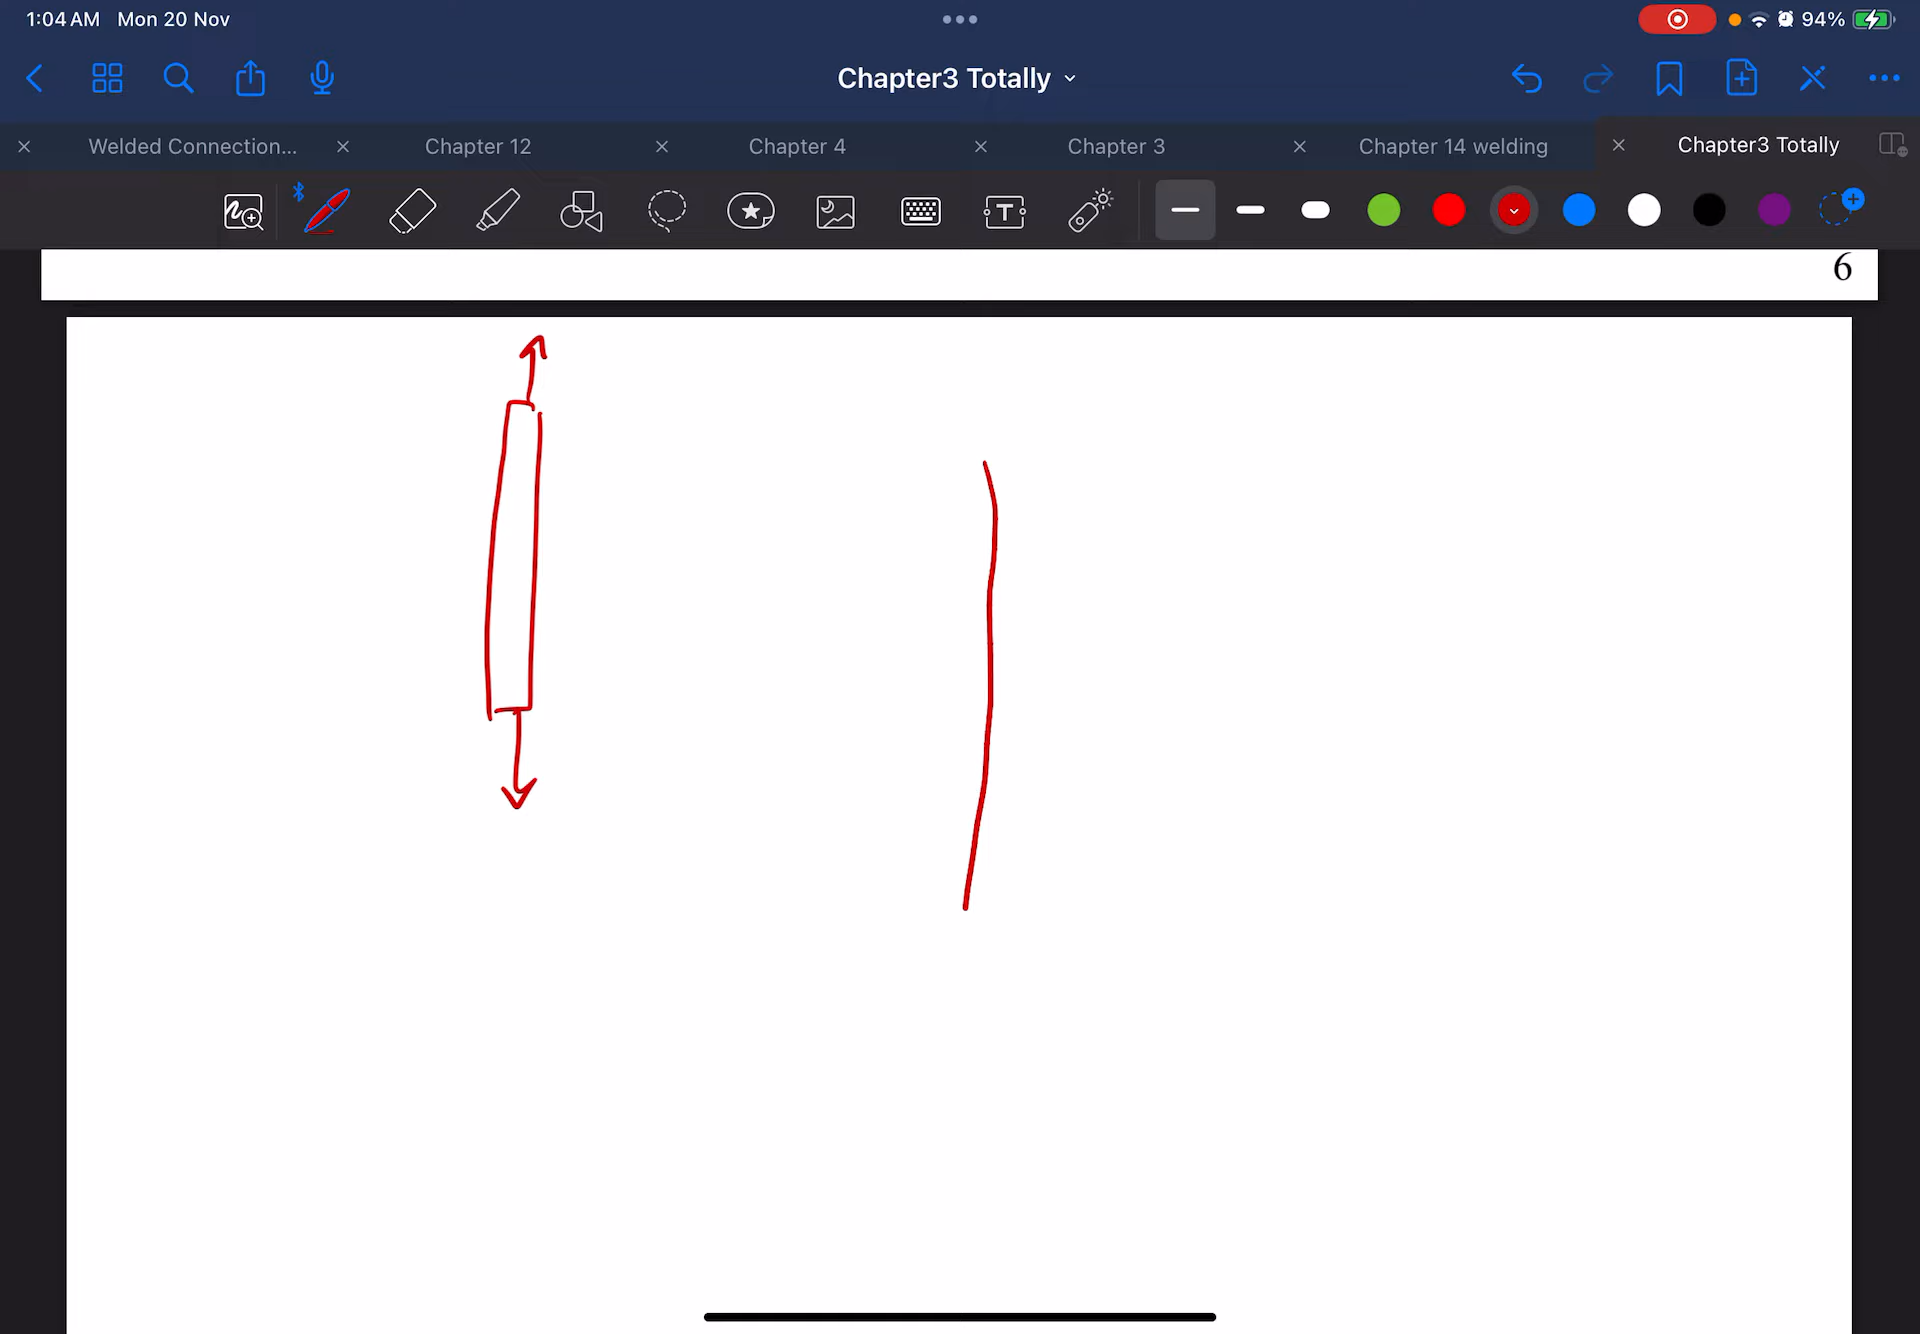 1:04 AM Mon 20 Nov
94%
Chapter3 Totally
Welded Connection...
Chapter 12
Chapter 4
Chapter 3
Chapter 14 welding
Chapter3 Totally
T
6